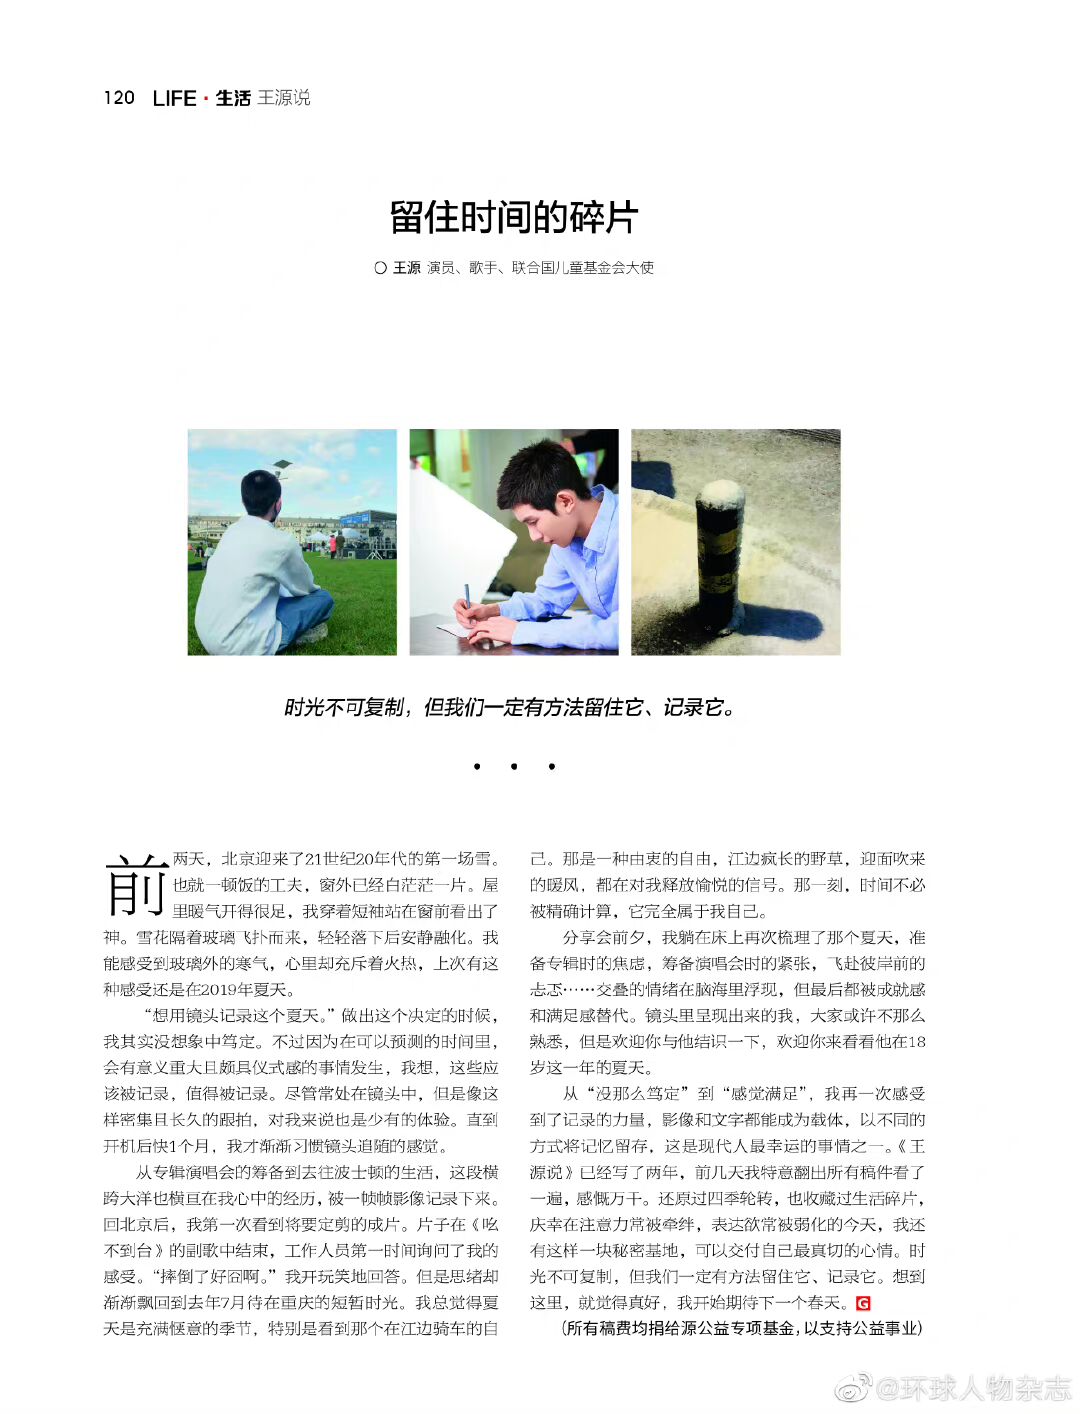 120 LIFE·生活 王源说
留住时间的碎片
○ 王源 演员、歌手、联合国儿童基金会大使
时光不可复制，但我们一定有方法留住它、记录它。
• • •
前两天，北京迎来了21世纪20年代的第一场雪。
也就一顿饭的工夫，窗外已经白茫茫一片。屋
里暖气开得很足，我穿着短袖站在窗前看出了
神。雪花隔着玻璃飞扑而来，轻轻落下后安静融化。我
能感受到玻璃外的寒气，心里却充斥着火热，上次有这
种感受还是在2019年夏天。
“想用镜头记录这个夏天。”做出这个决定的时候，
我其实没想象中笃定。不过因为在可以预测的时间里，
会有意义重大且颇具仪式感的事情发生，我想，这些应
该被记录，值得被记录。尽管常处在镜头中，但是像这
样密集且长久的跟拍，对我来说也是少有的体验。直到
开机后快1个月，我才渐渐习惯镜头追随的感觉。
从专辑演唱会的筹备到去往波士顿的生活，这段横
跨大洋也横亘在我心中的经历，被一帧帧影像记录下来。
回北京后，我第一次看到将要定剪的成片。片子在《吆
不到台》的副歌中结束，工作人员第一时间询问了我的
感受。“摔倒了好囧啊。”我开玩笑地回答。但是思绪却
渐渐飘回到去年7月待在重庆的短暂时光。我总觉得夏
天是充满惬意的季节，特别是看到那个在江边骑车的自
己。那是一种由衷的自由，江边疯长的野草，迎面吹来
的暖风，都在对我释放愉悦的信号。那一刻，时间不必
被精确计算，它完全属于我自己。
分享会前夕，我躺在床上再次梳理了那个夏天，准
备专辑时的焦虑，筹备演唱会时的紧张，飞赴彼岸前的
忐忑……交叠的情绪在脑海里浮现，但最后都被成就感
和满足感替代。镜头里呈现出来的我，大家或许不那么
熟悉，但是欢迎你与他结识一下，欢迎你来看看他在18
岁这一年的夏天。
从“没那么笃定”到“感觉满足”，我再一次感受
到了记录的力量，影像和文字都能成为载体，以不同的
方式将记忆留存，这是现代人最幸运的事情之一。《王
源说》已经写了两年，前几天我特意翻出所有稿件看了
一遍，感慨万千。还原过四季轮转，也收藏过生活碎片，
庆幸在注意力常被牵绊，表达欲常被弱化的今天，我还
有这样一块秘密基地，可以交付自己最真切的心情。时
光不可复制，但我们一定有方法留住它、记录它。想到
这里，就觉得真好，我开始期待下一个春天。G
（所有稿费均捐给源公益专项基金，以支持公益事业）
@环球人物杂志